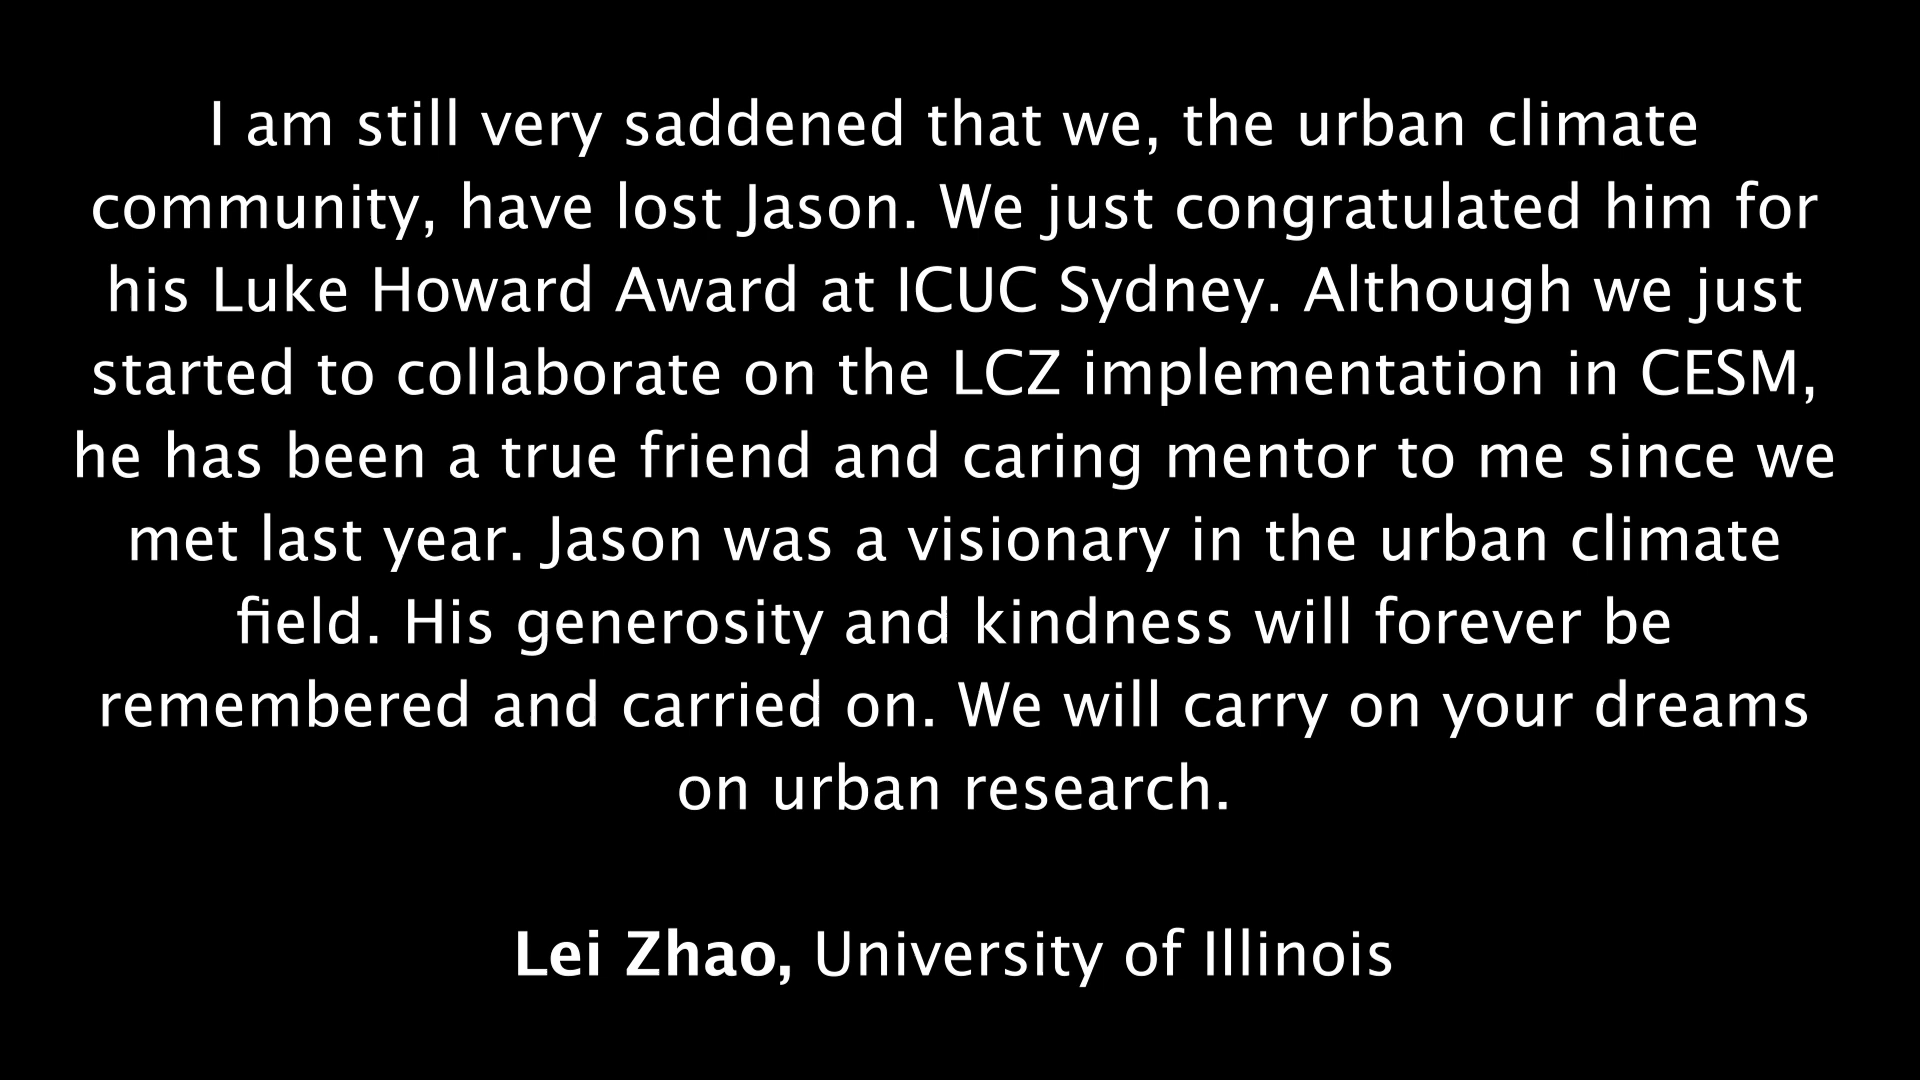 I am still very saddened that we, the urban climate
community, have lost Jason. We just congratulated him for
his Luke Howard Award at ICUC Sydney. Although we just
started to collaborate on the LCZ implementation in CESM,
he has been a true friend and caring mentor to me since we
met last year. Jason was a visionary in the urban climate
field. His generosity and kindness will forever be
remembered and carried on. We will carry on your dreams
on urban research.
Lei Zhao, University of Illinois